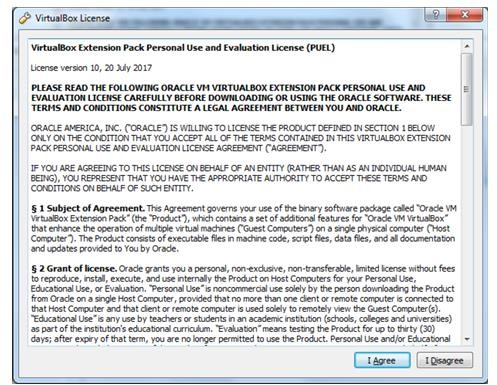 VirtualBox License
VirtualBox Extension Pack Personal Use and Evaluation License (PUEL)
License version 10, 20 July 2017
PLEASE READ THE FOLLOWING ORACLE VM VIRTUALBOX EXTENSION PACK PERSONAL USE AND
EVALUATION LICENSE CAREFULLY BEFORE DOWNLOADING OR USING THE ORACLE SOFTWARE. THESE
TERMS AND CONDITIONS CONSTITUTE A LEGAL AGREEMENT BETWEEN YOU AND ORACLE.
ORACLE AMERICA, INC. ("ORACLE") IS WILLING TO LICENSE THE PRODUCT DEFINED IN SECTION 1 BELOW
ONLY ON THE CONDITION THAT YOU ACCEPT ALL OF THE TERMS CONTAINED IN THIS VIRTUALBOX EXTENSION
PACK PERSONAL USE AND EVALUATION LICENSE AGREEMENT ("AGREEMENT").
IF YOU ARE AGREEING TO THIS LICENSE ON BEHALF OF AN ENTITY (RATHER THAN AS AN INDIVIDUAL HUMAN
BEING), YOU REPRESENT THAT YOU HAVE THE APPROPRIATE AUTHORITY TO ACCEPT THESE TERMS AND
CONDITIONS ON BEHALF OF SUCH ENTITY.
§ 1 Subject of Agreement. This Agreement governs your use of the binary software package called "Oracle VM
VirtualBox Extension Pack" (the "Product"), which contains a set of additional features for "Oracle VM VirtualBox"
that enhance the operation of multiple virtual machines ("Guest Computers") on a single physical computer ("Host
Computer"). The Product consists of executable files in machine code, script files, data files, and all documentation
and updates provided to You by Oracle.
§ 2 Grant of license. Oracle grants you a personal, non-exclusive, non-transferable, limited license without fees
to reproduce, install, execute, and use internally the Product on Host Computers for your Personal Use,
Educational Use, or Evaluation. "Personal Use" is noncommercial use solely by the person downloading the Product
from Oracle on a single Host Computer, provided that no more than one client or remote computer is connected to
that Host Computer and that client or remote computer is used solely to remotely view the Guest Computer(s).
"Educational Use" is any use by teachers or students in an academic institution (schools, colleges and universities)
as part of the institution's educational curriculum. "Evaluation" means testing the Product for up to thirty (30)
days; after expiry of that term, you are no longer permitted to use the Product. Personal Use and/or Educational
I Agree
I Disagree